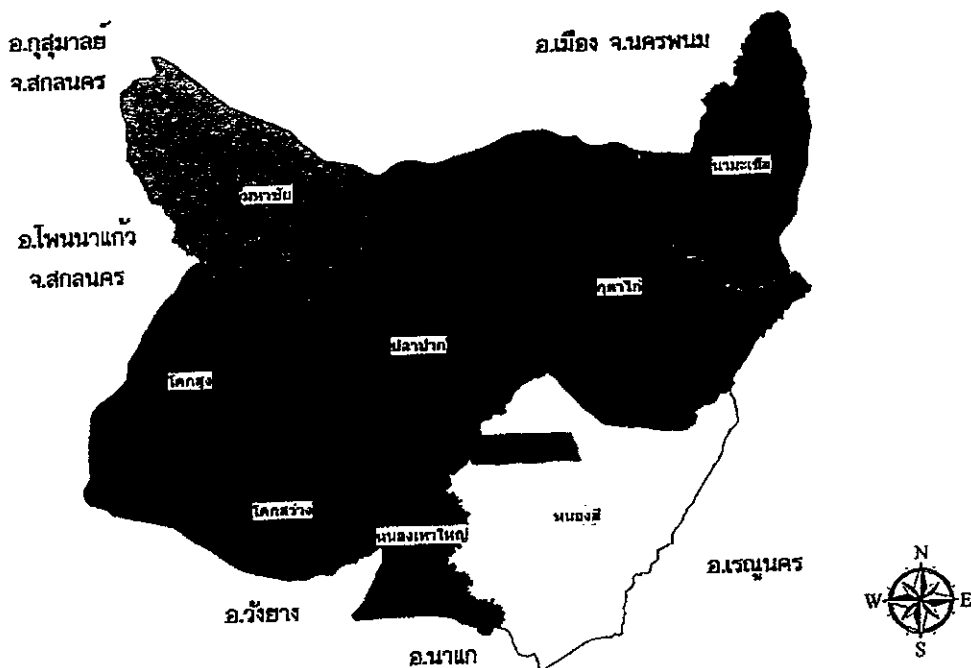 อ.กุสุมาลย์
จ.สกลนคร
อ.เมือง จ.นครพนม
นามะเขือ
มหาชัย
อ.โพนนาแก้ว
จ.สกลนคร
กุตาไก้
ปลาปาก
โคกสูง
โคกสว่าง
หนองฮี
หนองเทาใหญ่
อ.เรณูนคร
อ.วังยาง
อ.นาแก
N
W
E
S